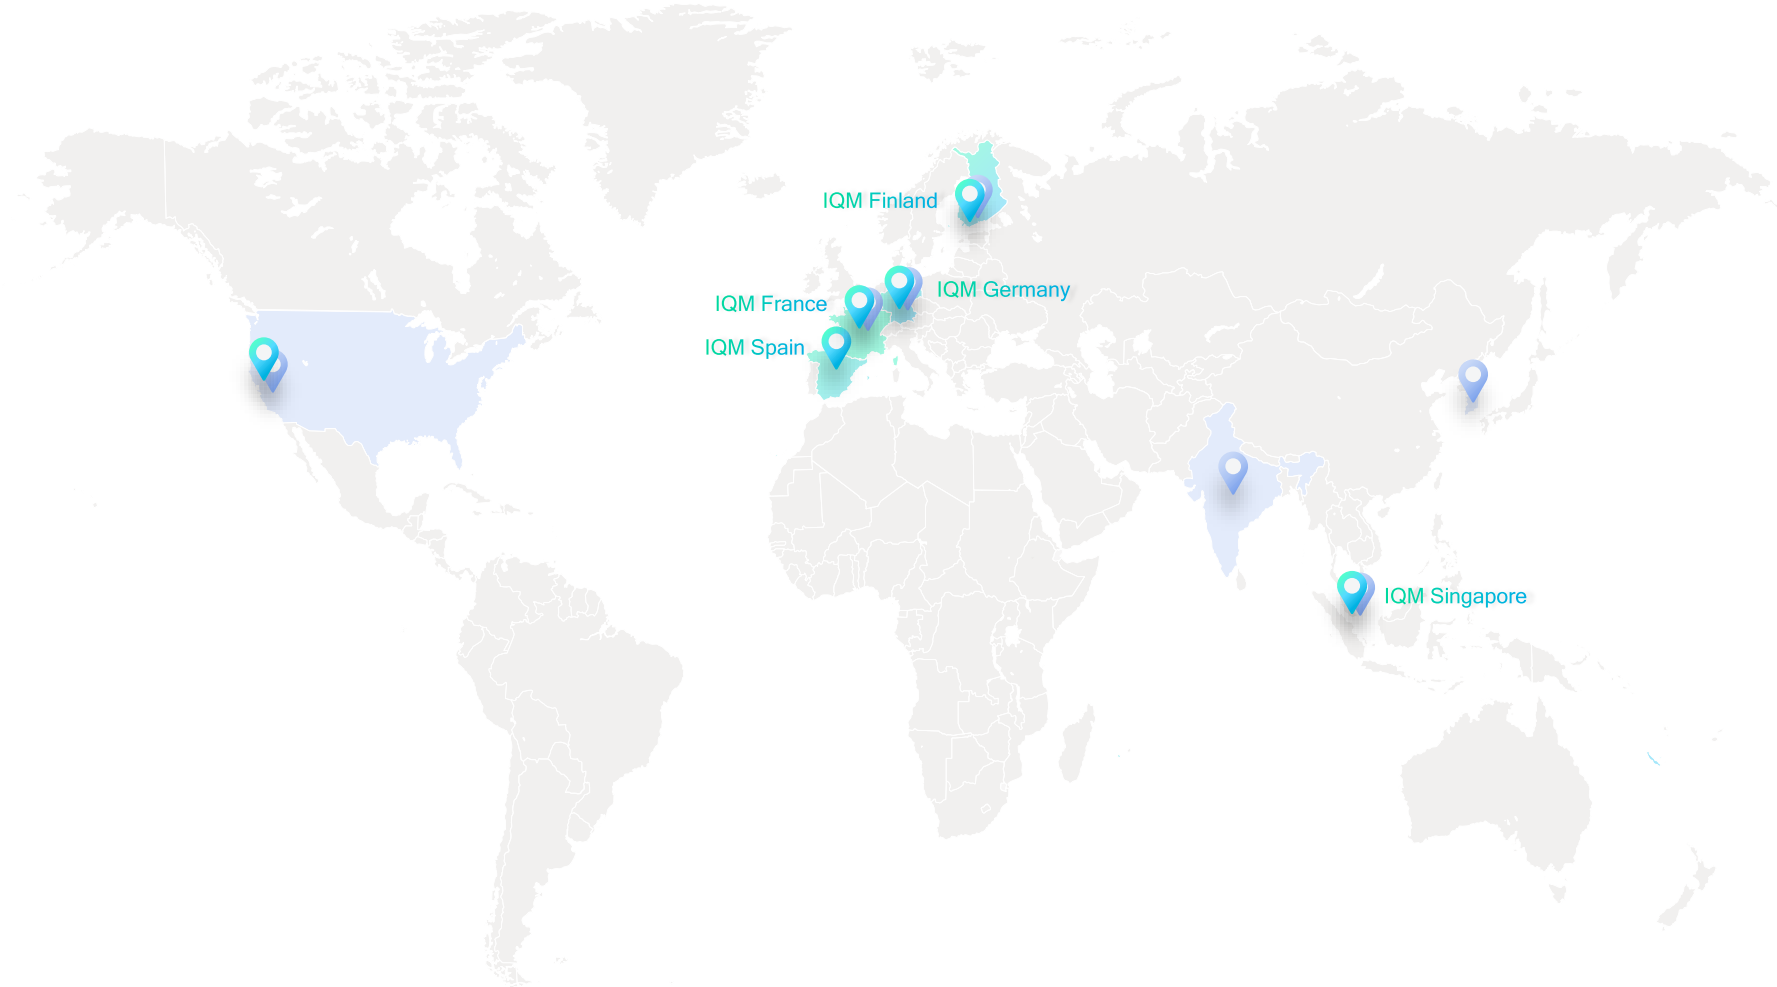 IQM Finland
IQM Germany
IQM France
IQM Spain
IQM Singapore